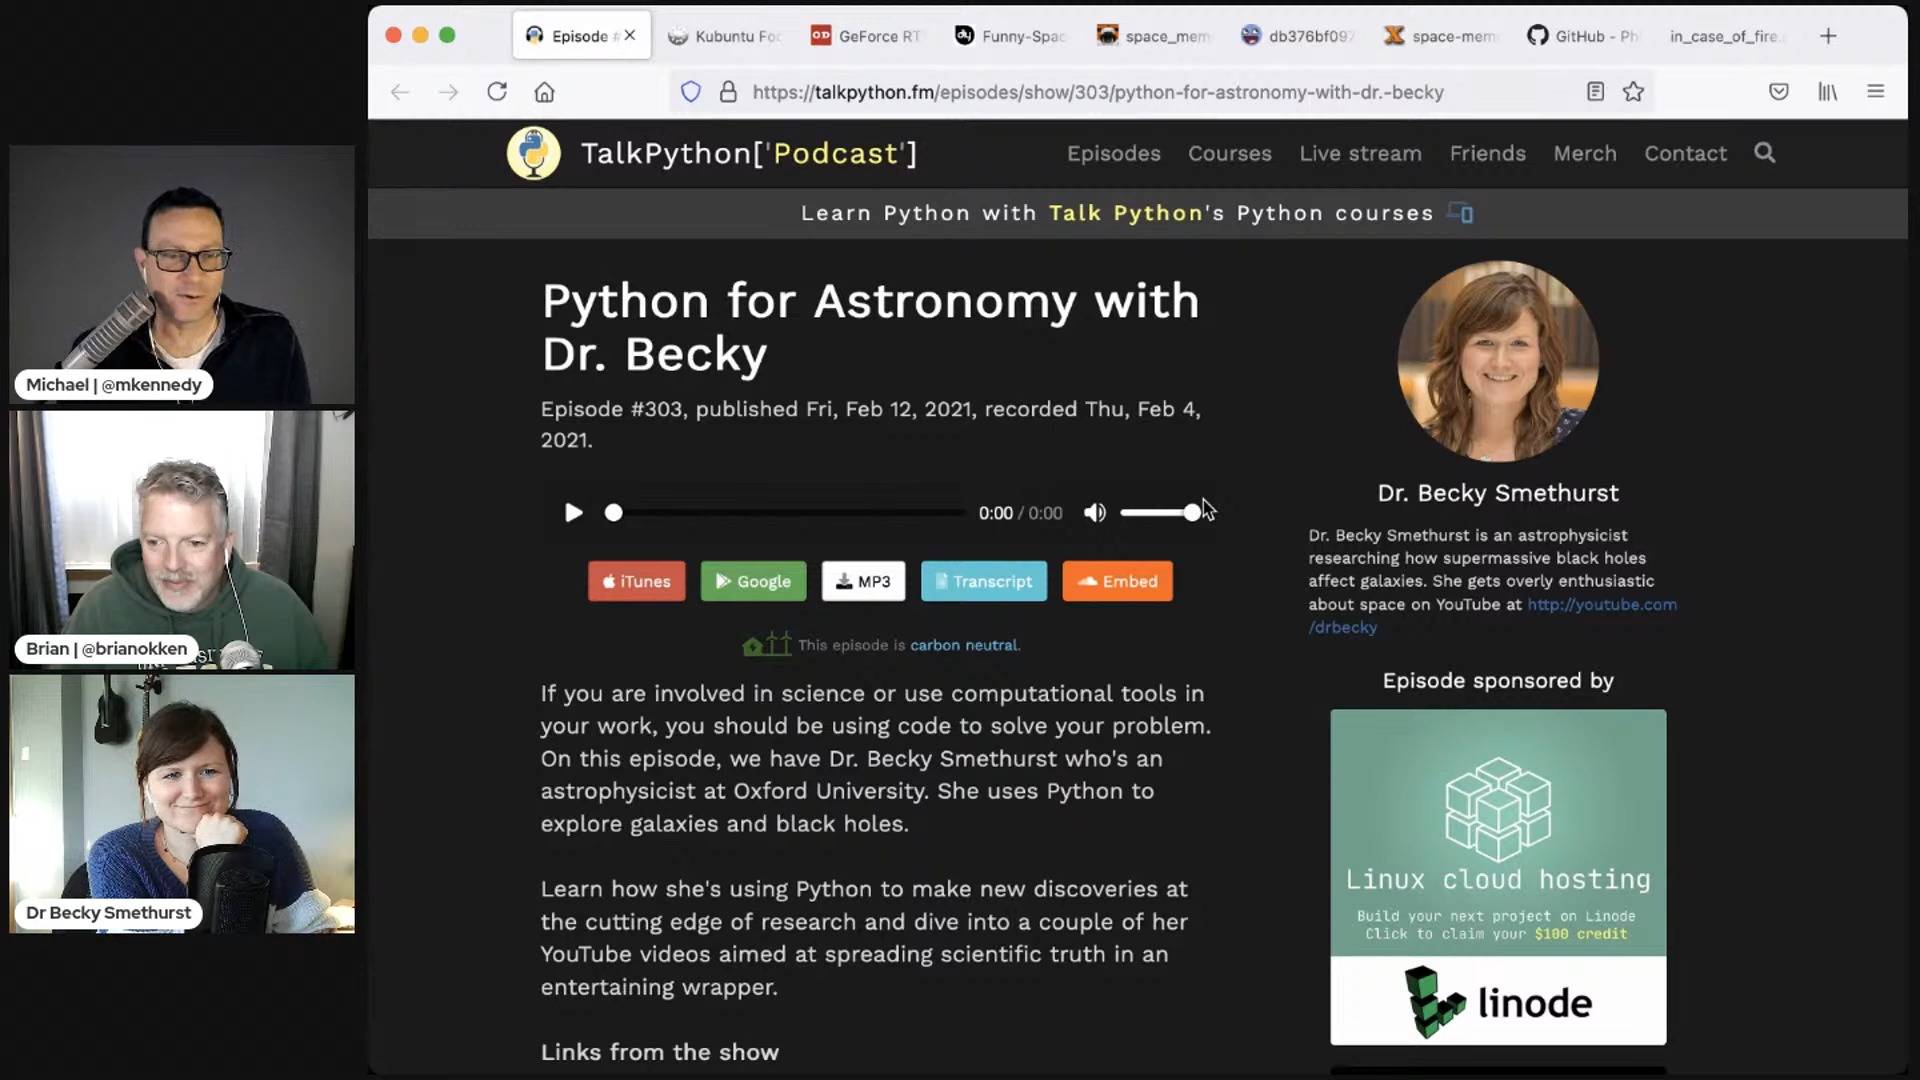 Episode #
Kubuntu Foc
GeForce RT
Funny-Spac
space_mem
db376bf097
space-mem
GitHub - Ph
in_case_of_fire.
https://talkpython.fm/episodes/show/303/python-for-astronomy-with-dr.-becky
TalkPython['Podcast']
Episodes
Courses
Live stream
Friends
Merch
Contact
Learn Python with Talk Python's Python courses
Python for Astronomy with
Dr. Becky
Episode #303, published Fri, Feb 12, 2021, recorded Thu, Feb 4,
2021.
0:00 / 0:00
iTunes
Google
MP3
Transcript
Embed
This episode is carbon neutral.
If you are involved in science or use computational tools in
your work, you should be using code to solve your problem.
On this episode, we have Dr. Becky Smethurst who's an
astrophysicist at Oxford University. She uses Python to
explore galaxies and black holes.
Learn how she's using Python to make new discoveries at
the cutting edge of research and dive into a couple of her
YouTube videos aimed at spreading scientific truth in an
entertaining wrapper.
Links from the show
Dr. Becky Smethurst
Dr. Becky Smethurst is an astrophysicist
researching how supermassive black holes
affect galaxies. She gets overly enthusiastic
about space on YouTube at http://youtube.com
/drbecky
Episode sponsored by
Linux cloud hosting
Build your next project on Linode
Click to claim your $100 credit
linode
Michael | @mkennedy
Brian | @brianokken
Dr Becky Smethurst